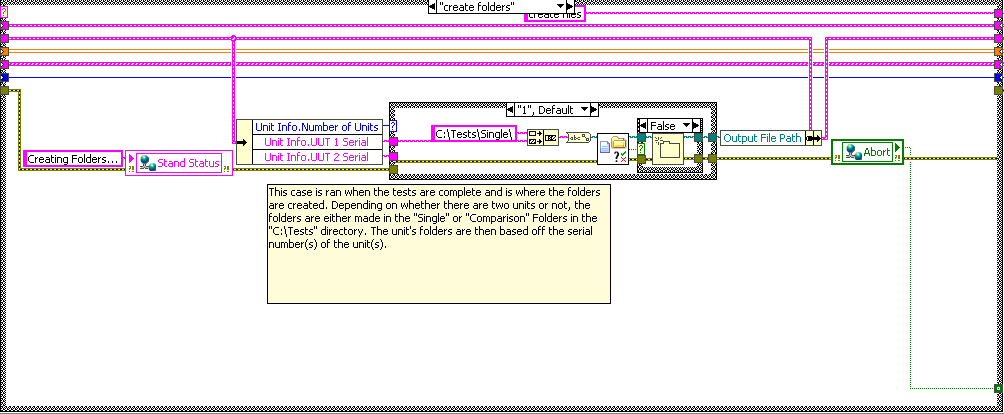 "create folders"
create files
"1", Default
Unit Info.Number of Units
Unit Info.UUT 1 Serial
Unit Info.UUT 2 Serial
C:\Tests\Single\
False
Output File Path
Abort
Creating Folders...
Stand Status
This case is ran when the tests are complete and is where the folders
are created. Depending on whether there are two units or not, the
folders are either made in the "Single" or "Comparison" Folders in the
"C:\Tests" directory. The unit's folders are then based off the serial
number(s) of the unit(s).